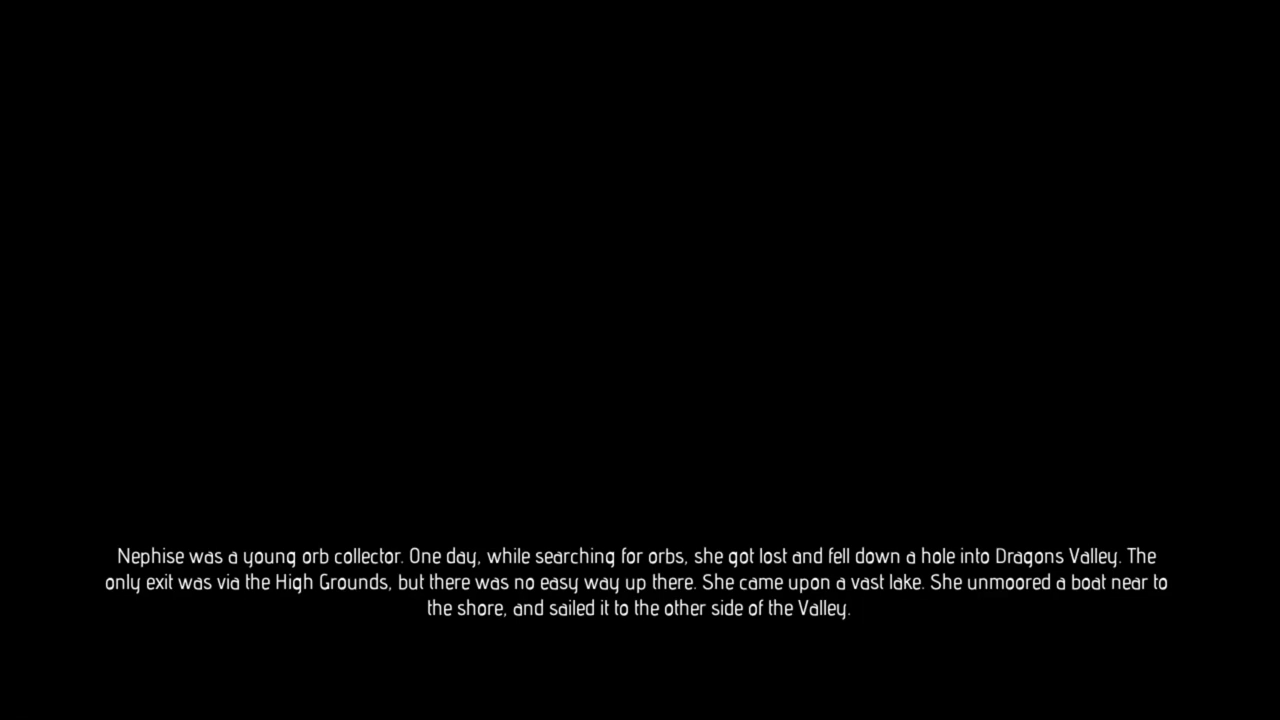 Nephise was a young orb collector. One day, while searching for orbs, she got lost and fell down a hole into Dragons Valley. The
only exit was via the High Grounds, but there was no easy way up there. She came upon a vast lake. She unmoored a boat near to
the shore, and sailed it to the other side of the Valley.